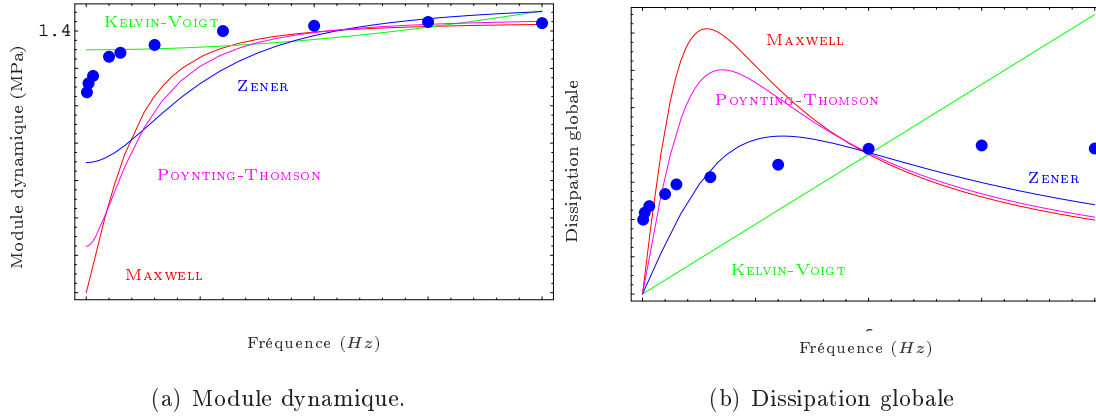 Kelvin-Voigt
1.4
Zener
Poynting-Thomson
Maxwell
Module dynamique (MPa)
Fréquence (Hz)
(a) Module dynamique.
Maxwell
Poynting-Thomson
Zener
Kelvin-Voigt
Dissipation globale
Fréquence (Hz)
(b) Dissipation globale